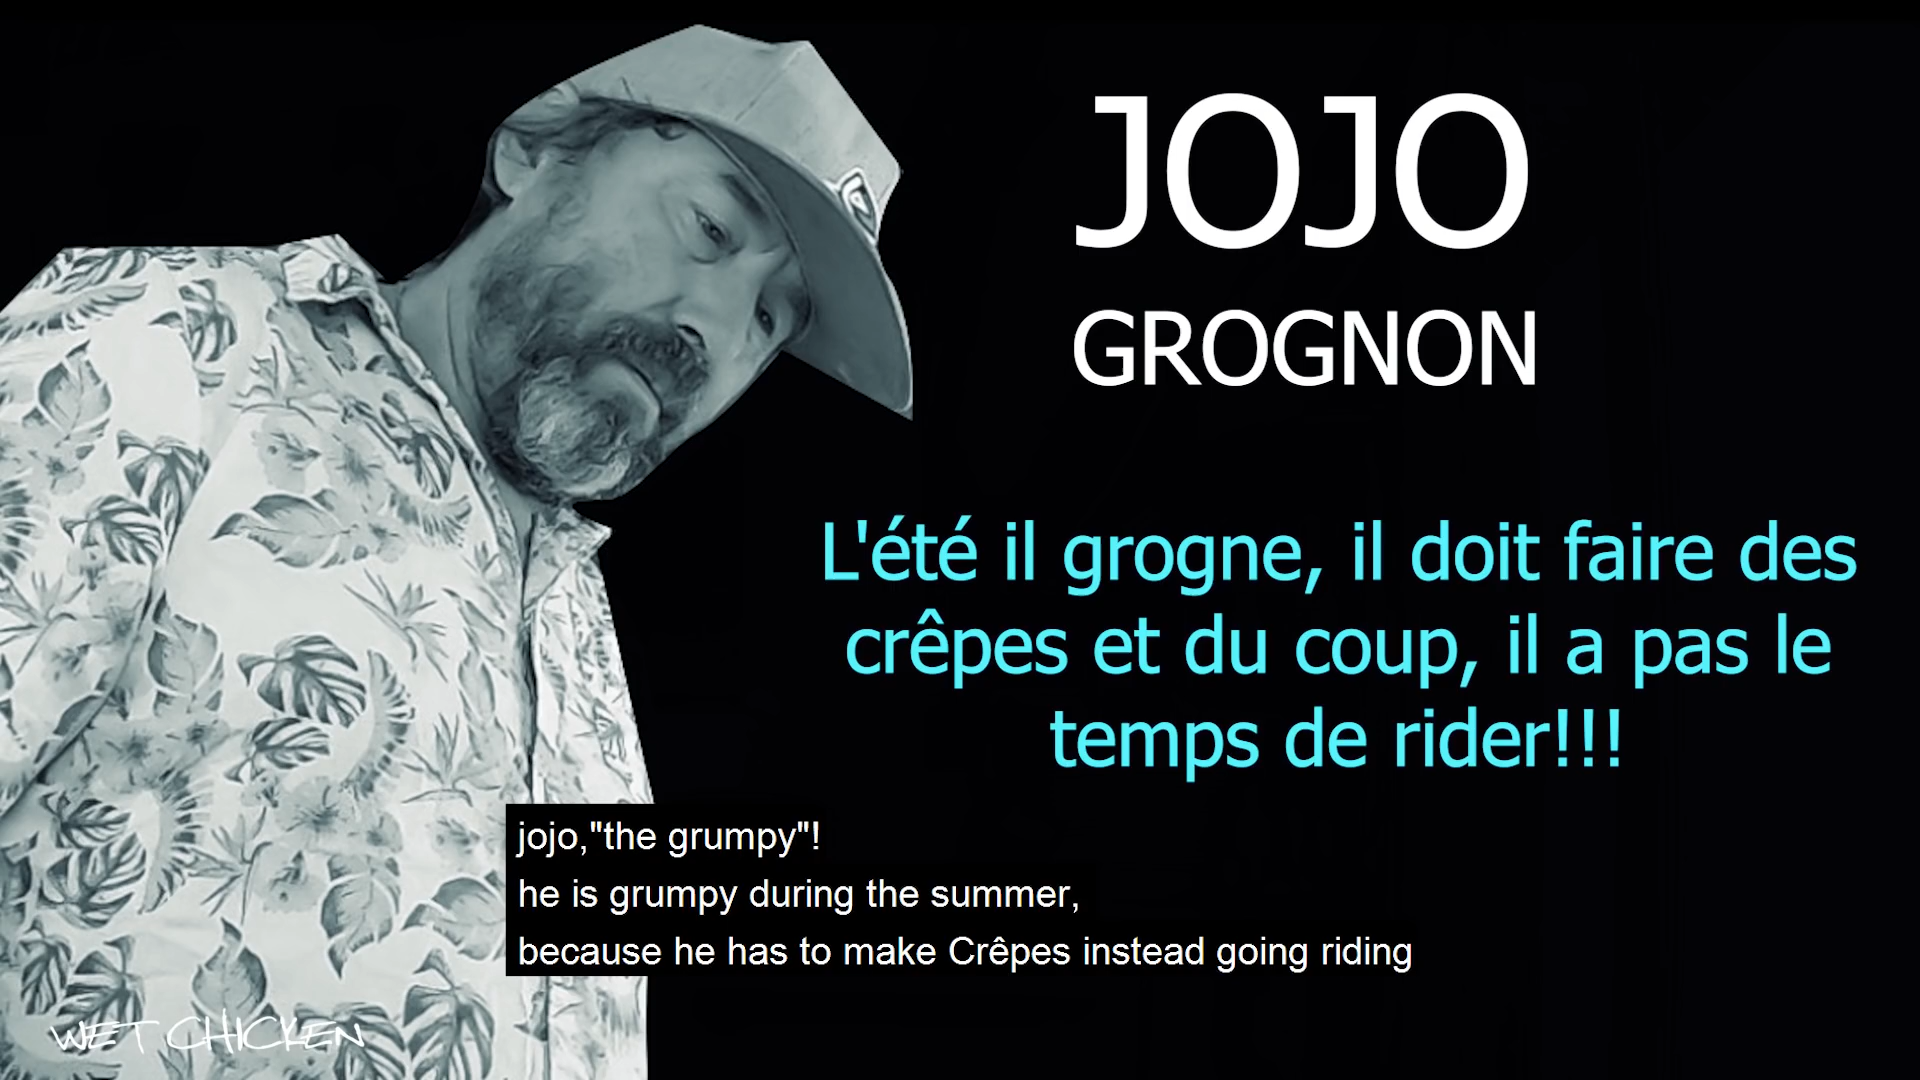 JOJO
GROGNON
L'été il grogne, il doit faire des
crêpes et du coup, il a pas le
temps de rider!!!
jojo,"the grumpy"!
he is grumpy during the summer,
because he has to make Crêpes instead going riding
WET CHICKEN